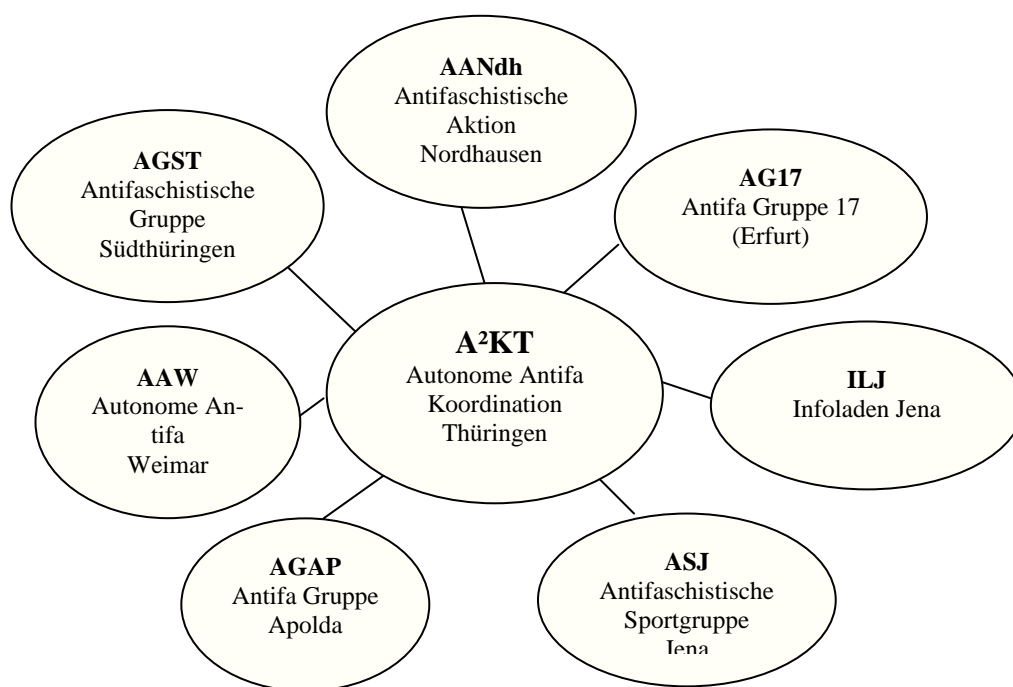 AANdh
Antifaschistische
Aktion
Nordhausen
AGST
Antifaschistische
Gruppe
Südthüringen
AG17
Antifa Gruppe 17
(Erfurt)
A²KT
Autonome Antifa
Koordination
Thüringen
AAW
Autonome An-
tifa
Weimar
ILJ
Infoladen Jena
AGAP
Antifa Gruppe
Apolda
ASJ
Antifaschistische
Sportgruppe
Jena